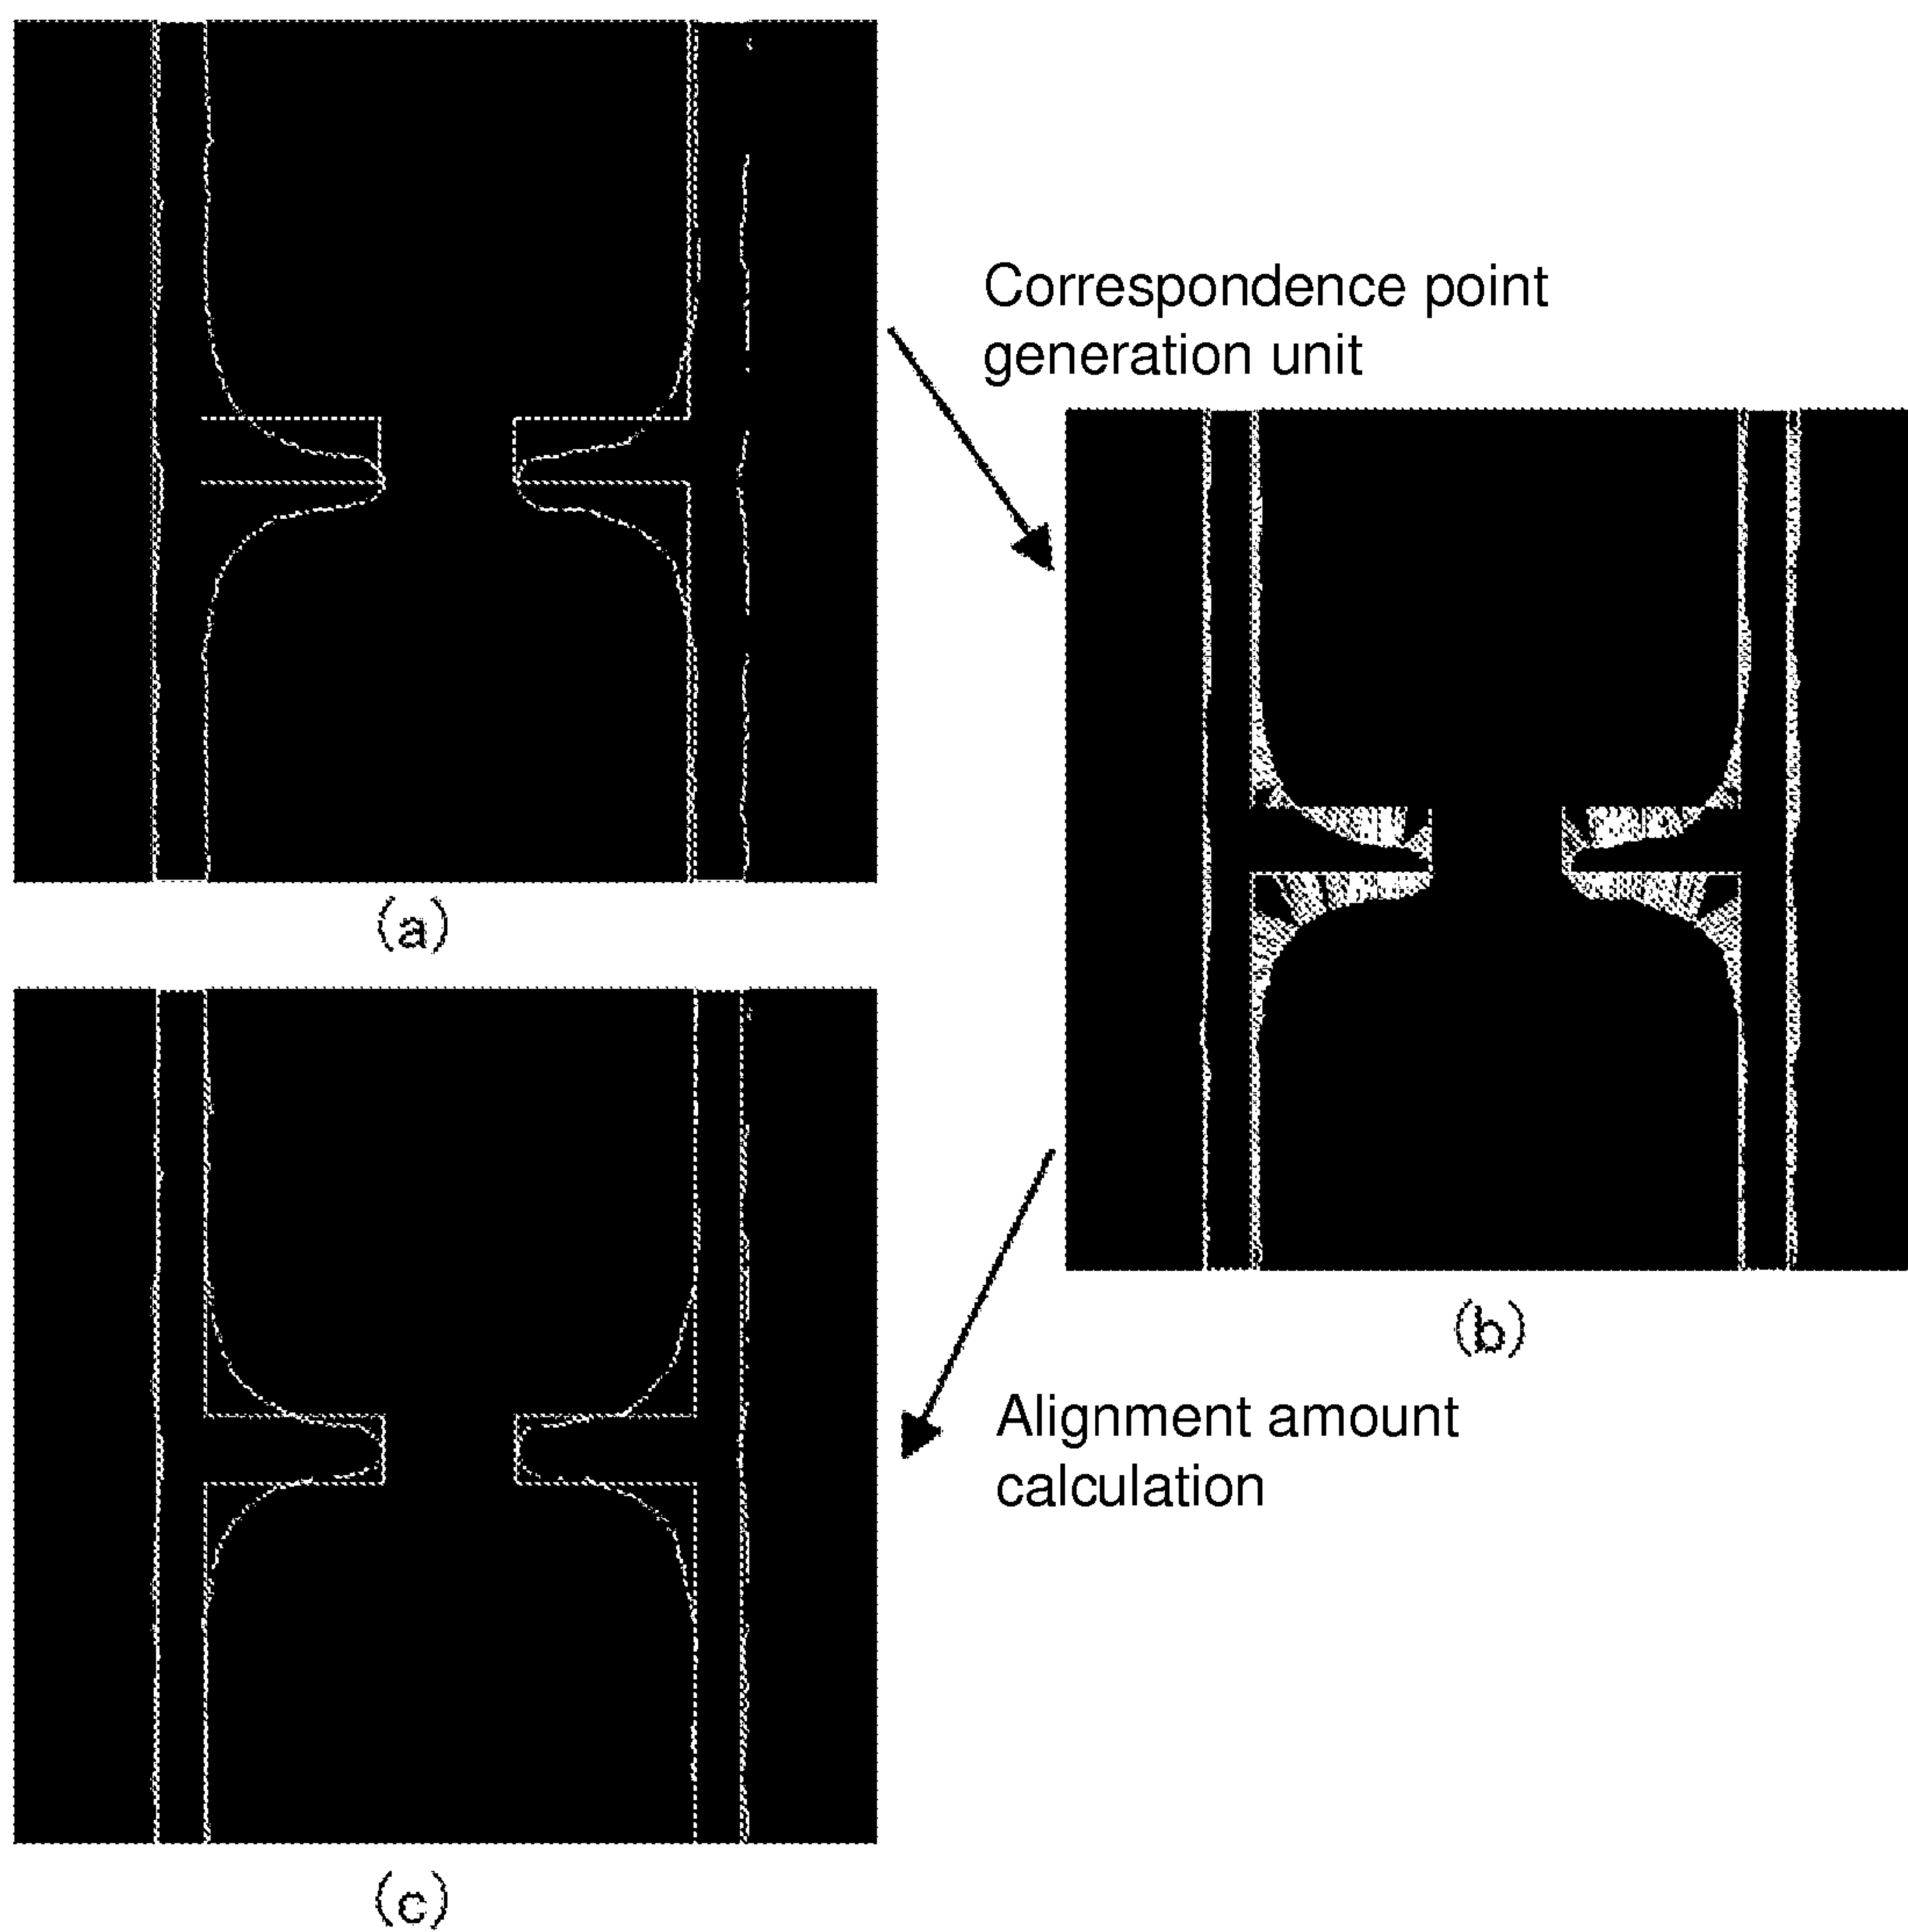 Correspondence point
generation unit
(a)
(b)
Alignment amount
calculation
(c)